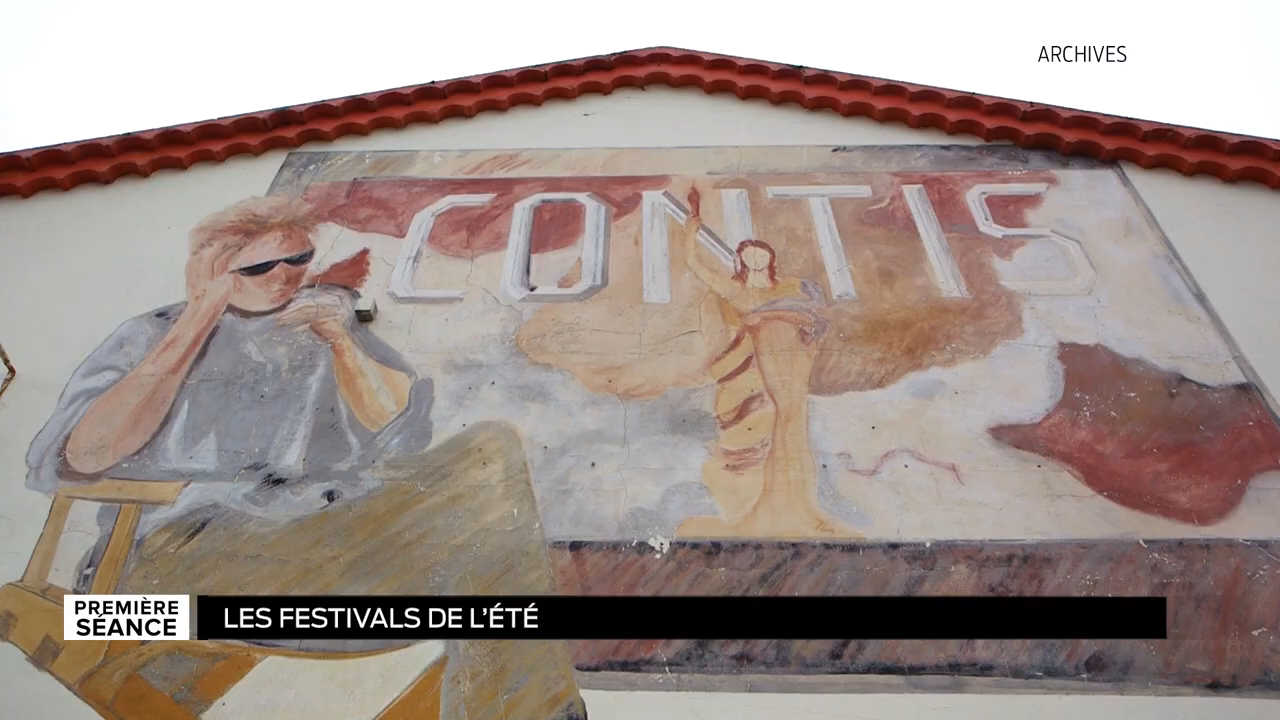 ARCHIVES
CONTIS
PREMIÈRE
SÉANCE
LES FESTIVALS DE L'ÉTÉ